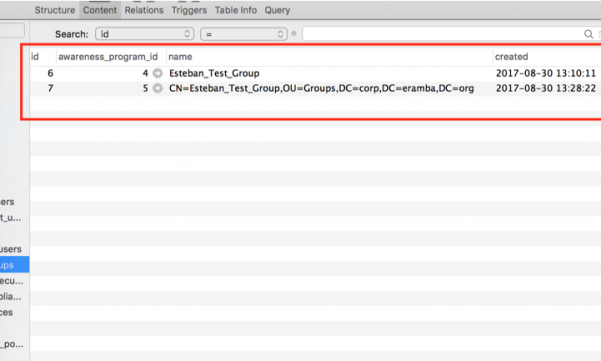 Structure Content Relations Triggers Table Info Query
Search: id =
id awareness_program_id name created
6 4 Esteban_Test_Group 2017-08-30 13:10:11
7 5 CN=Esteban_Test_Group,OU=Groups,DC=corp,DC=eramba,DC=org 2017-08-30 13:28:22
sers
t_u...
users
ups
ecu...
plia...
ces
_po...